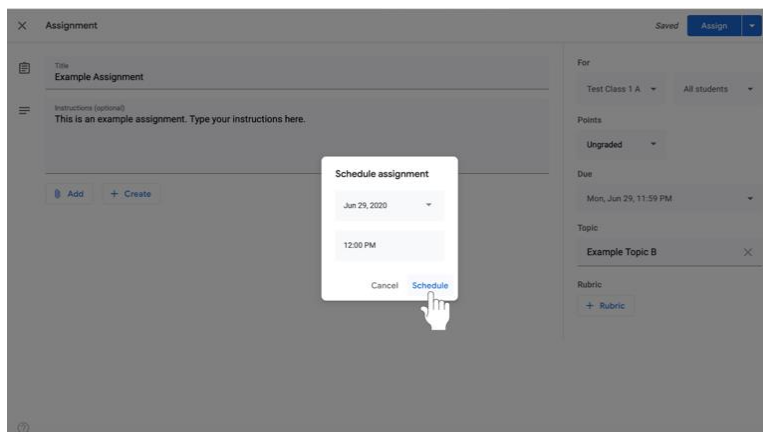 Assignment
Saved
Assign
Title
Example Assignment
Instructions (optional)
This is an example assignment. Type your instructions here.
Add
+ Create
For
Test Class 1 A
All students
Points
Ungraded
Due
Mon, Jun 29, 11:59 PM
Topic
Example Topic B
Rubric
+ Rubric
Schedule assignment
Jun 29, 2020
12:00 PM
Cancel
Schedule